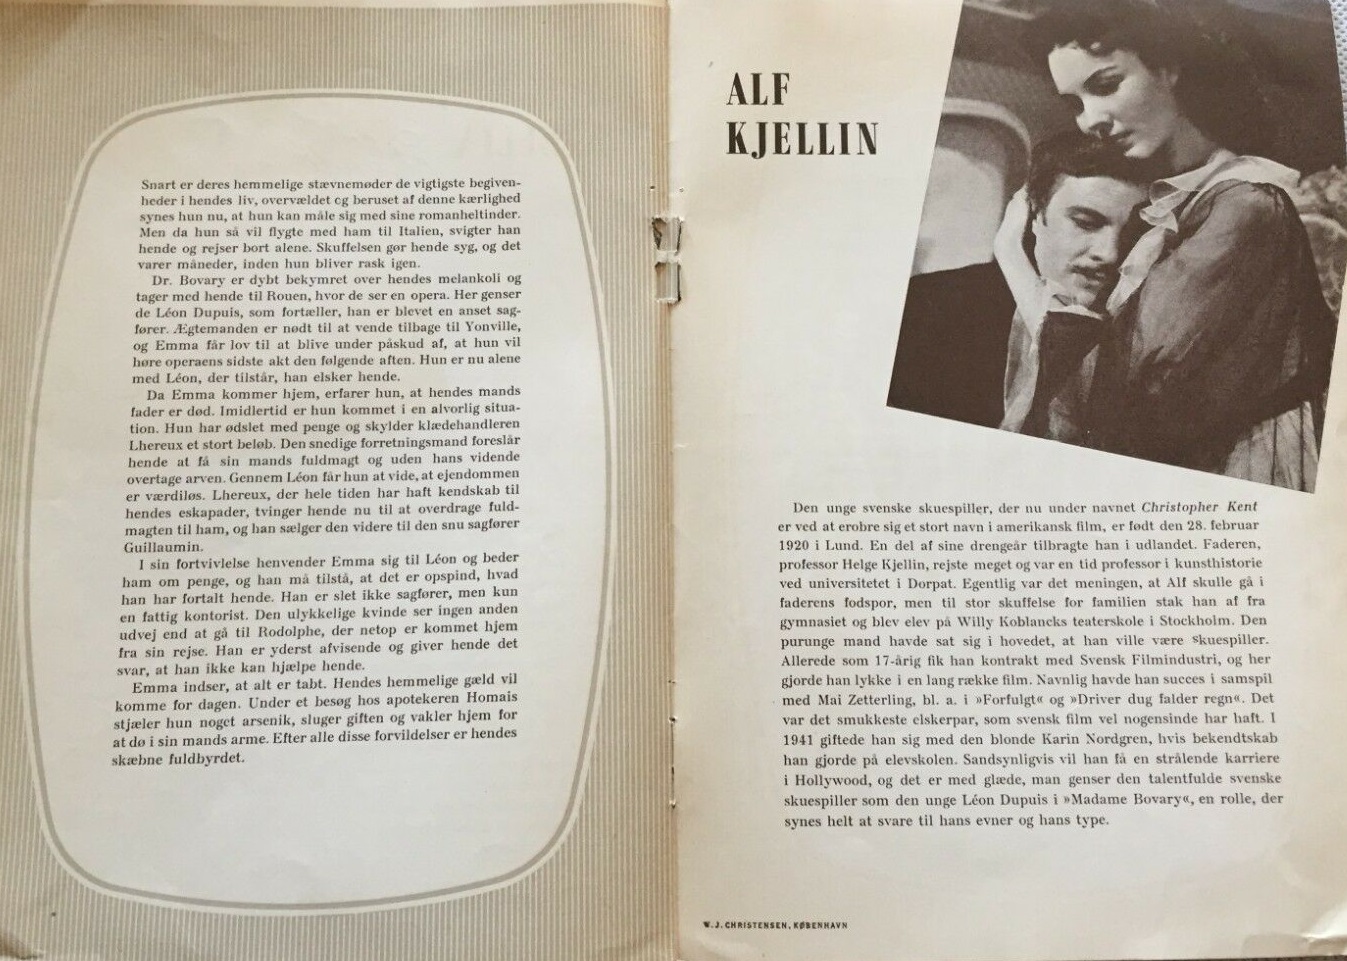 Snart er deres hemmelige stævnemøder de vigtigste begiven-
heder i hendes liv, overvældet cg beruset af denne kærlighed
synes hun nu, at hun kan måle sig med sine romanheltinder.
Men da hun så vil flygte med ham til Italien, svigter han
hende og rejser bort alene. Skuffelsen gør hende syg, og det
varer måneder, inden hun bliver rask igen.
Dr. Bovary er dybt bekymret over hendes melankoli og
tager med hende til Rouen, hvor de ser en opera. Her genser
de Léon Dupuis, som fortæller, han er blevet en anset sag-
fører. Ægtemanden er nødt til at vende tilbage til Yonville,
og Emma får lov til at blive under påskud af, at hun vil
høre operaens sidste akt den følgende aften. Hun er nu alene
med Léon, der tilstår, han elsker hende.
Da Emma kommer hjem, erfarer hun, at hendes mands
fader er død. Imidlertid er hun kommet i en alvorlig situa-
tion. Hun har ødslet med penge og skylder klædehandleren
Lhereux et stort beløb. Den snedige forretningsmand foreslår
hende at få sin mands fuldmagt og uden hans vidende
overtage arven. Gennem Léon får hun at vide, at ejendommen
er værdiløs. Lhereux, der hele tiden har haft kendskab til
hendes eskapader, tvinger hende nu til at overdrage fuld-
magten til ham, og han sælger den videre til den snu sagfører
Guillaumin.
I sin fortvivlelse henvender Emma sig til Léon og beder
ham om penge, og han må tilstå, at det er opspind, hvad
han har fortalt hende. Han er slet ikke sagfører, men kun
en fattig kontorist. Den ulykkelige kvinde ser ingen anden
udvej end at gå til Rodolphe, der netop er kommet hjem
fra sin rejse. Han er yderst afvisende og giver hende det
svar, at han ikke kan hjælpe hende.
Emma indser, at alt er tabt. Hendes hemmelige gæld vil
komme for dagen. Under et besøg hos apotekeren Homais
stjæler hun noget arsenik, sluger giften og vakler hjem for
at dø i sin mands arme. Efter alle disse forvildelser er hendes
skæbne fuldbyrdet.
ALF
KJELLIN
Den unge svenske skuespiller, der nu under navnet Christopher Kent
er ved at erobre sig et stort navn i amerikansk film, er født den 28. februar
1920 i Lund. En del af sine drengeår tilbragte han i udlandet. Faderen,
professor Helge Kjellin, rejste meget og var en tid professor i kunsthistorie
ved universitetet i Dorpat. Egentlig var det meningen, at Alf skulle gå i
faderens fodspor, men til stor skuffelse for familien stak han af fra
gymnasiet og blev elev på Willy Koblancks teaterskole i Stockholm. Den
purunge mand havde sat sig i hovedet, at han ville være skuespiller.
Allerede som 17-årig fik han kontrakt med Svensk Filmindustri, og her
gjorde han lykke i en lang række film. Navnlig havde han succes i samspil
med Mai Zetterling, bl. a. i »Forfulgt« og »Driver dug falder regn«. Det
var det smukkeste elskerpar, som svensk film vel nogensinde har haft. I
1941 giftede han sig med den blonde Karin Nordgren, hvis bekendtskab
han gjorde på elevskolen. Sandsynligvis vil han få en strålende karriere
i Hollywood, og det er med glæde, man genser den talentfulde svenske
skuespiller som den unge Léon Dupuis i »Madame Bovary«, en rolle, der
synes helt at svare til hans evner og hans type.
W. J. CHRISTENSEN, KØBENHAVN